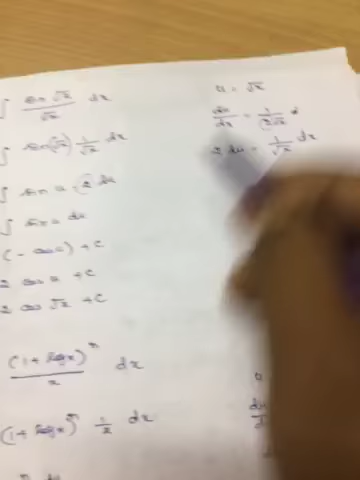 ∫ sin √x / √x dx
∫ sin(√x) 1/√x dx
∫ sin u · 2 du
∫ sin u du
(- cos u) + c
2 cos u + c
2 cos √x + c
u = √x
du/dx = 1/2√x
2 du = 1/√x dx
(1 + log x)^n / x dx
(1 + log x)^n 1/x dx
du